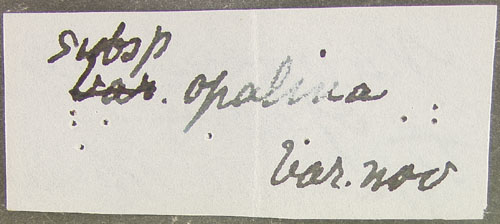 subsp
var. opalina
var. nov